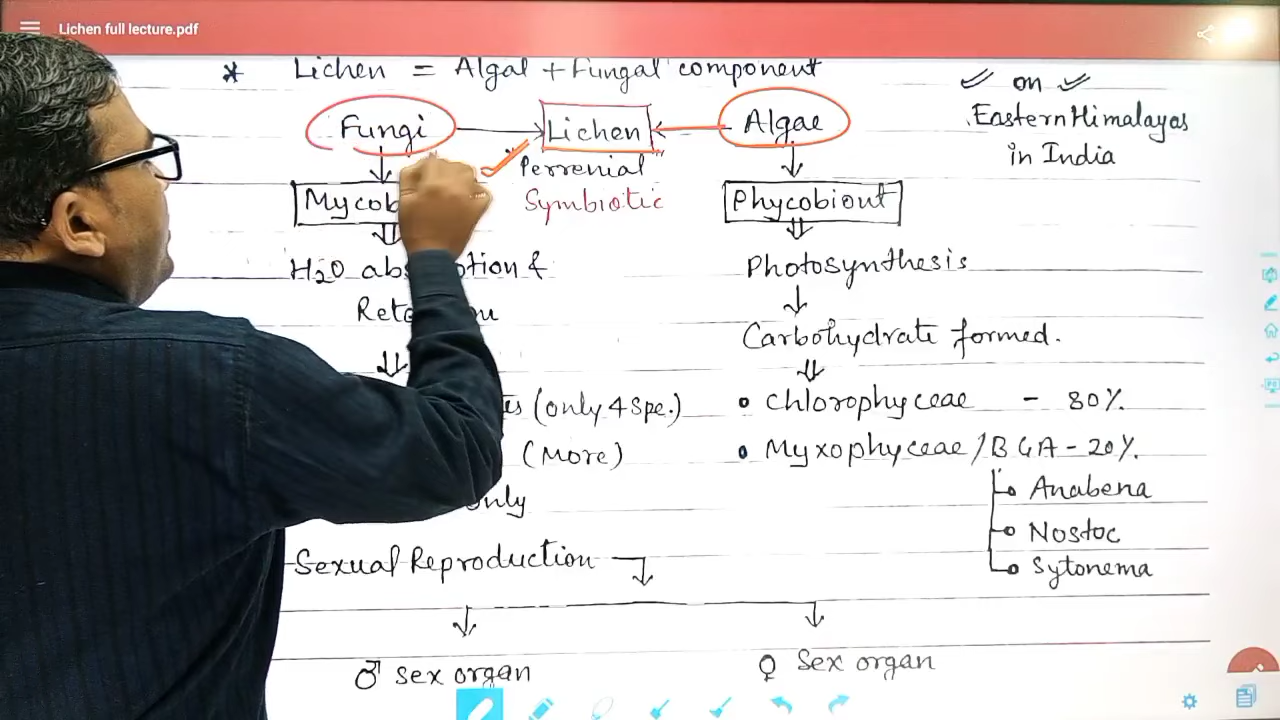 Lichen full lecture.pdf
* Lichen = Algal + Fungal component
on
Eastern Himalayas
in India
Fungi
Lichen
Algae
"Perrenial"
Symbiotic
Phycobiont
H2O &
Photosynthesis
Carbohydrate formed.
(only 4 Spe.)
• Chlorophyceae - 80%
(More)
• Myxophyceae/BGA - 20%.
Anabena
only
Nostoc
Sexual Reproduction
Sytonema
♂ sex organ
♀ Sex organ